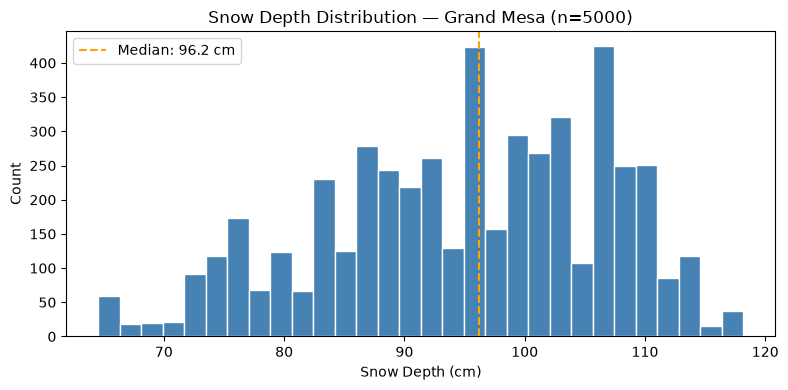 Snow Depth Distribution — Grand Mesa (n=5000)
Median: 96.2 cm
400
350
300
250
200
150
100
50
0
Count
70 80 90 100 110 120
Snow Depth (cm)